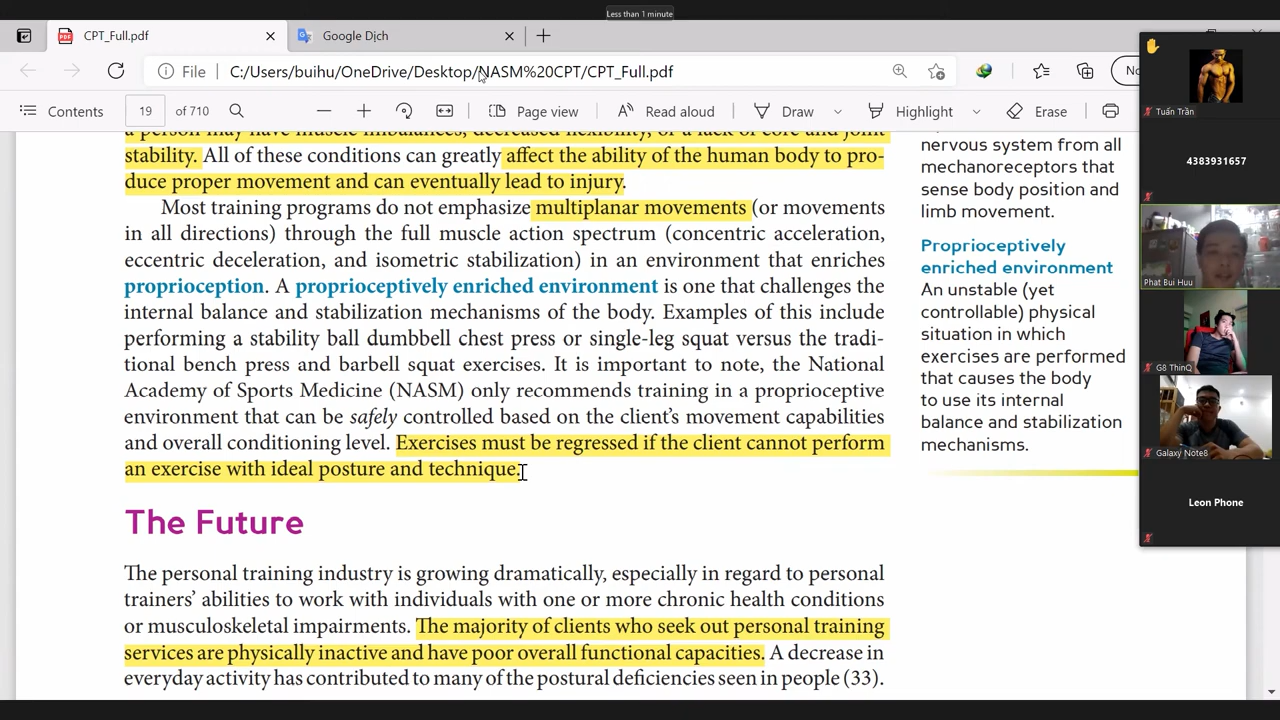 Less than 1 minute
CPT_Full.pdf
Google Dịch
File
C:/Users/buihu/OneDrive/Desktop/NASM%20CPT/CPT_Full.pdf
No
Contents
19
of 710
Page view
Read aloud
Draw
Highlight
Erase
a person may have muscle imbalances, decreased flexibility, or a lack of core and joint
stability. All of these conditions can greatly affect the ability of the human body to pro-
duce proper movement and can eventually lead to injury.
Most training programs do not emphasize multiplanar movements (or movements
in all directions) through the full muscle action spectrum (concentric acceleration,
eccentric deceleration, and isometric stabilization) in an environment that enriches
proprioception. A proprioceptively enriched environment is one that challenges the
internal balance and stabilization mechanisms of the body. Examples of this include
performing a stability ball dumbbell chest press or single-leg squat versus the tradi-
tional bench press and barbell squat exercises. It is important to note, the National
Academy of Sports Medicine (NASM) only recommends training in a proprioceptive
environment that can be safely controlled based on the client's movement capabilities
and overall conditioning level. Exercises must be regressed if the client cannot perform
an exercise with ideal posture and technique.
The Future
The personal training industry is growing dramatically, especially in regard to personal
trainers' abilities to work with individuals with one or more chronic health conditions
or musculoskeletal impairments. The majority of clients who seek out personal training
services are physically inactive and have poor overall functional capacities. A decrease in
everyday activity has contributed to many of the postural deficiencies seen in people (33).
nervous system from all
mechanoreceptors that
sense body position and
limb movement.
Proprioceptively
enriched environment
An unstable (yet
controllable) physical
situation in which
exercises are performed
that causes the body
to use its internal
balance and stabilization
mechanisms.
Tuấn Trần
4383931657
Phat Bui Huu
G8 ThinQ
Galaxy Note8
Leon Phone